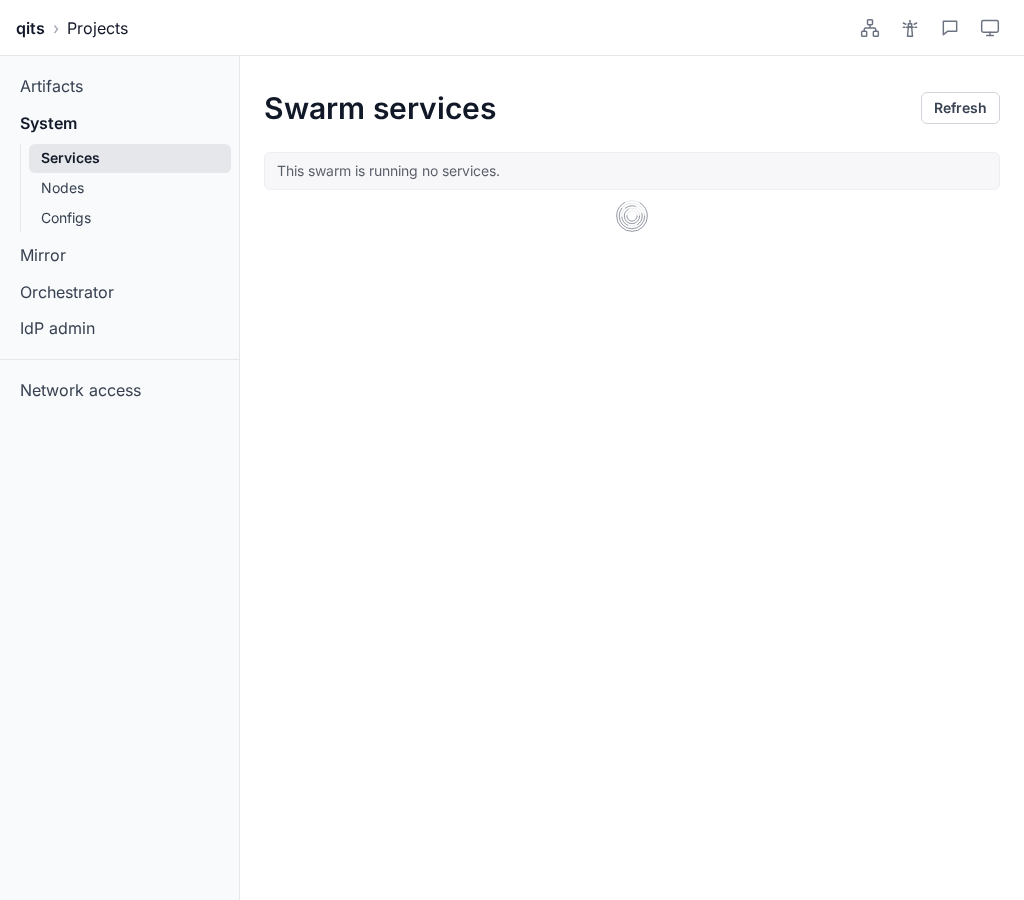 qits › Projects
Artifacts
System
Services
Nodes
Configs
Mirror
Orchestrator
IdP admin
Network access
Swarm services
Refresh
This swarm is running no services.